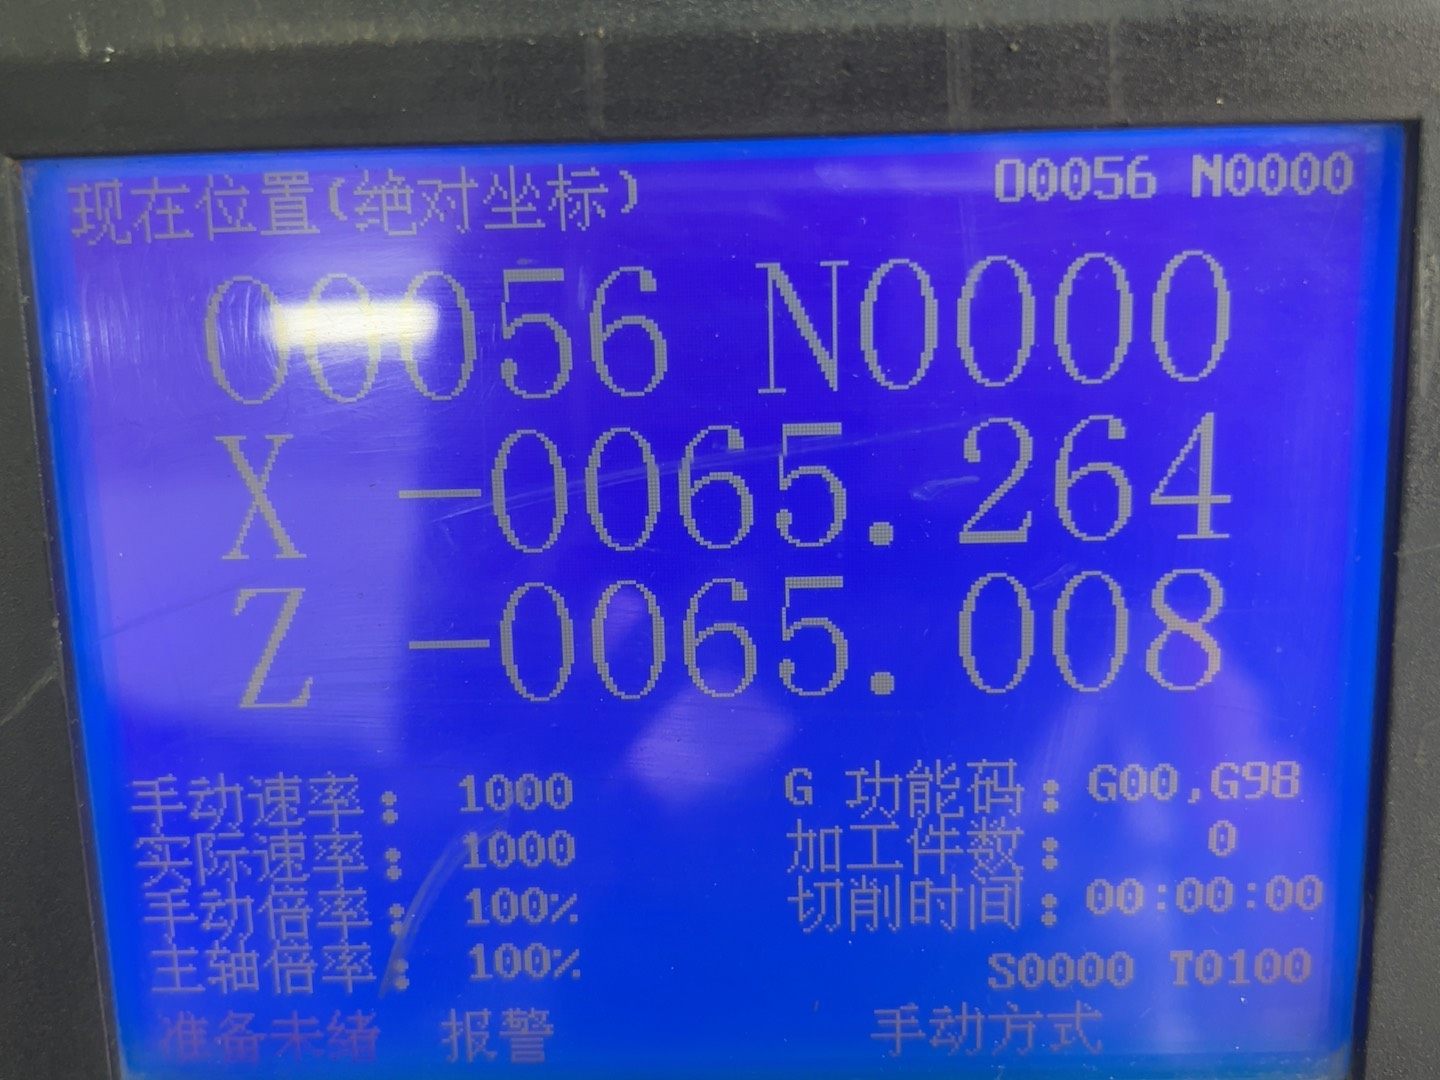 现在位置(绝对坐标) O0056 N0000
O0056 N0000
X -0065.264
Z -0065.008
手动速率: 1000 G 功能码: G00,G98
实际速率: 1000 加工件数: 0
手动倍率: 100% 切削时间: 00:00:00
主轴倍率: 100% S0000 T0100
准备未绪 报警 手动方式